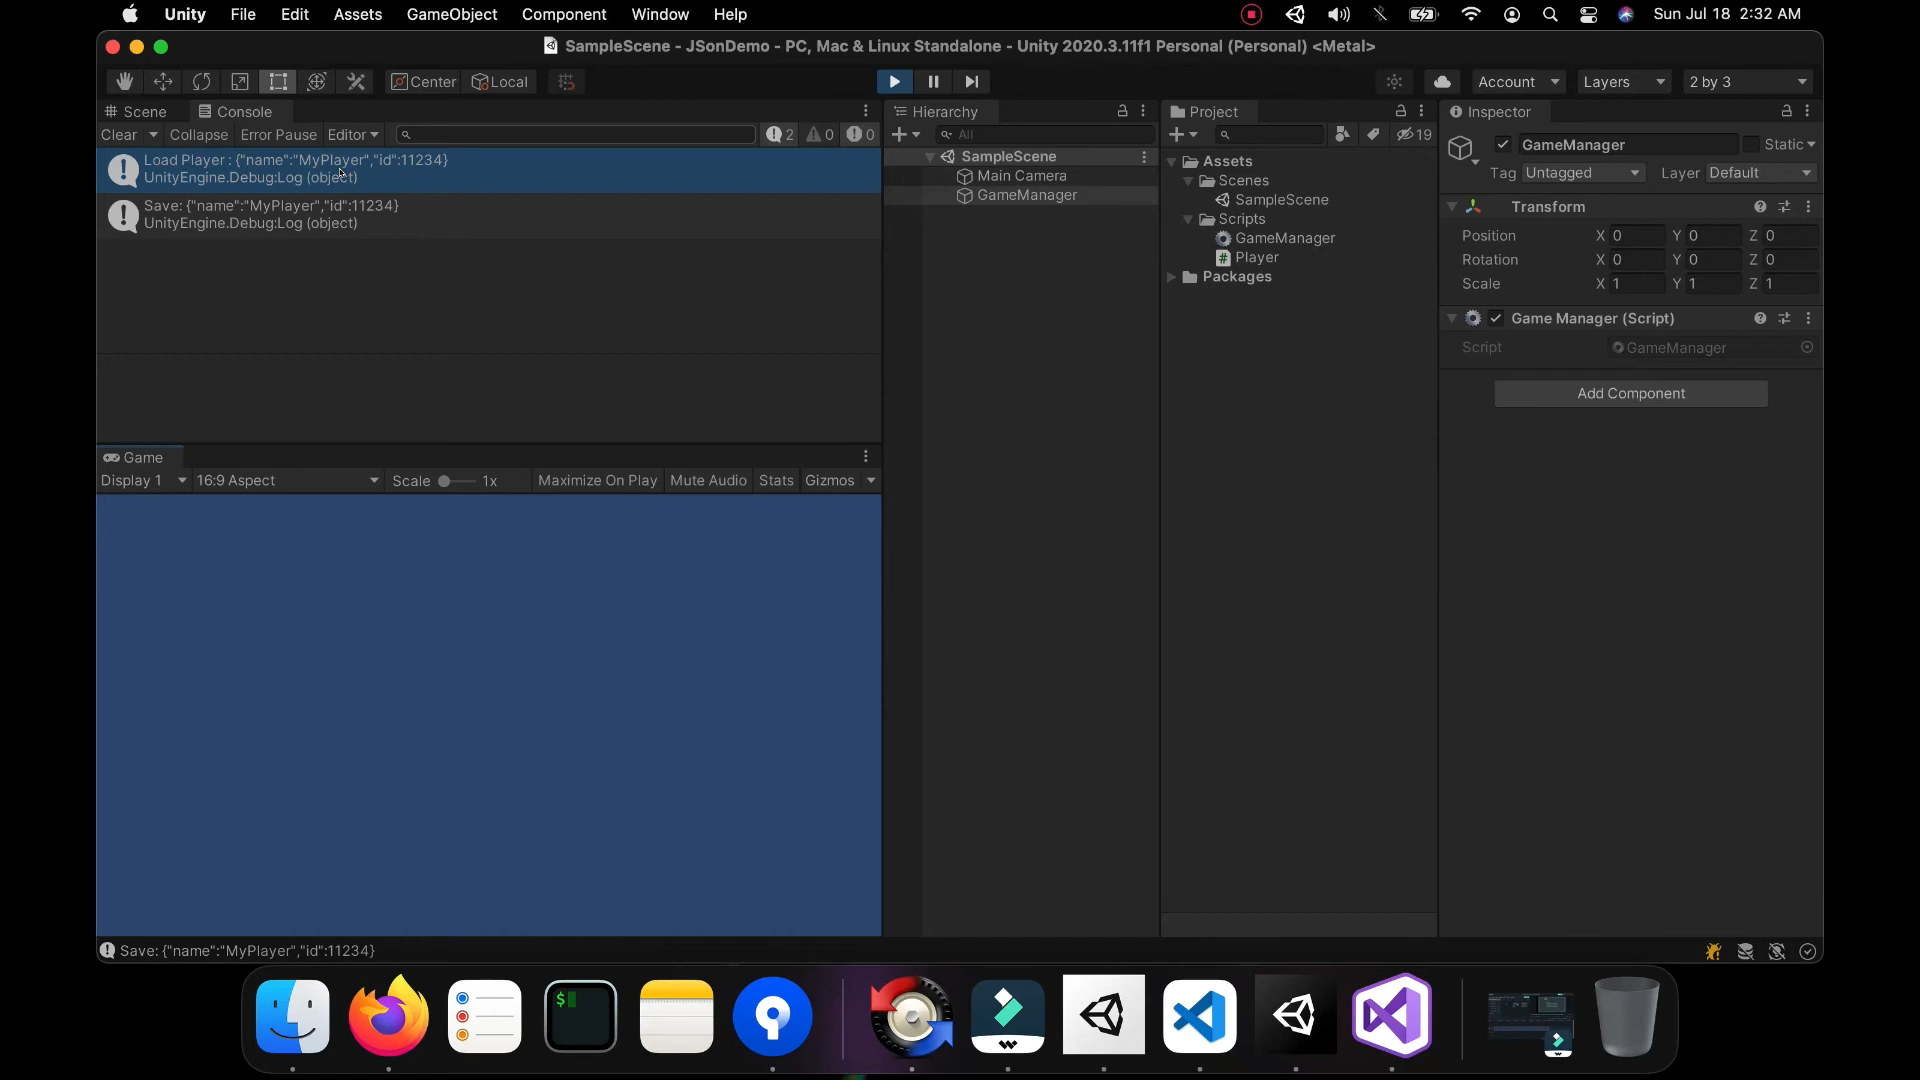 Unity File Edit Assets GameObject Component Window Help Sun Jul 18 2:32 AM
SampleScene - JSonDemo - PC, Mac & Linux Standalone - Unity 2020.3.11f1 Personal (Personal) <Metal>
Center Local Account Layers 2 by 3
Scene Console Hierarchy Project Inspector
Clear Collapse Error Pause Editor 2 0 0 All 19
Load Player : {"name":"MyPlayer","id":11234}
UnityEngine.Debug:Log (object)
Save: {"name":"MyPlayer","id":11234}
UnityEngine.Debug:Log (object)
SampleScene
Main Camera
GameManager
Assets
Scenes
SampleScene
Scripts
GameManager
Player
Packages
GameManager Static
Tag Untagged Layer Default
Transform
Position X 0 Y 0 Z 0
Rotation X 0 Y 0 Z 0
Scale X 1 Y 1 Z 1
Game Manager (Script)
Script GameManager
Add Component
Game
Display 1 16:9 Aspect Scale 1x Maximize On Play Mute Audio Stats Gizmos
Save: {"name":"MyPlayer","id":11234}
$